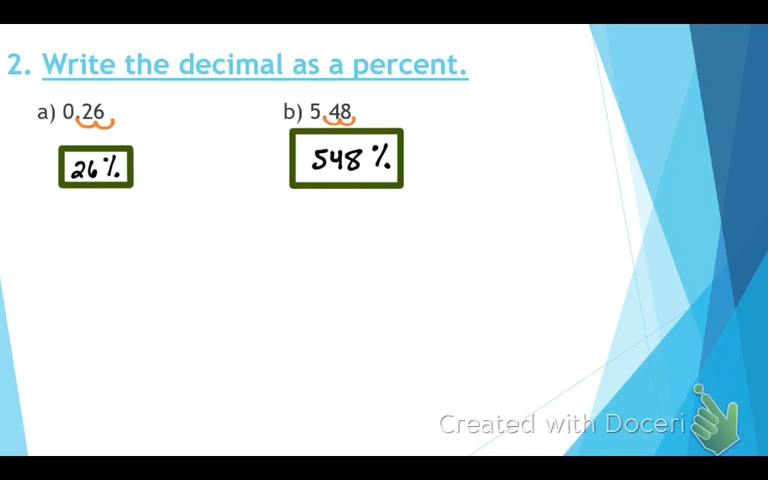 2. Write the decimal as a percent.
a) 0.26 b) 5.48
26% 548%
Created with Doceri